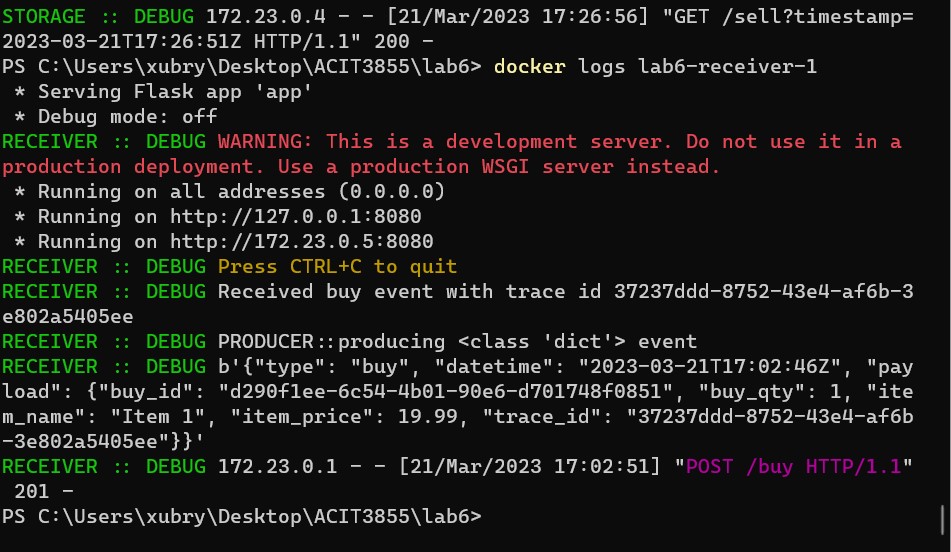 STORAGE :: DEBUG 172.23.0.4 - - [21/Mar/2023 17:26:56] "GET /sell?timestamp=
2023-03-21T17:26:51Z HTTP/1.1" 200 -
PS C:\Users\xubry\Desktop\ACIT3855\lab6> docker logs lab6-receiver-1
 * Serving Flask app 'app'
 * Debug mode: off
RECEIVER :: DEBUG WARNING: This is a development server. Do not use it in a
production deployment. Use a production WSGI server instead.
 * Running on all addresses (0.0.0.0)
 * Running on http://127.0.0.1:8080
 * Running on http://172.23.0.5:8080
RECEIVER :: DEBUG Press CTRL+C to quit
RECEIVER :: DEBUG Received buy event with trace id 37237ddd-8752-43e4-af6b-3
e802a5405ee
RECEIVER :: DEBUG PRODUCER::producing <class 'dict'> event
RECEIVER :: DEBUG b'{"type": "buy", "datetime": "2023-03-21T17:02:46Z", "pay
load": {"buy_id": "d290f1ee-6c54-4b01-90e6-d701748f0851", "buy_qty": 1, "ite
m_name": "Item 1", "item_price": 19.99, "trace_id": "37237ddd-8752-43e4-af6b
-3e802a5405ee"}}'
RECEIVER :: DEBUG 172.23.0.1 - - [21/Mar/2023 17:02:51] "POST /buy HTTP/1.1"
 201 -
PS C:\Users\xubry\Desktop\ACIT3855\lab6>